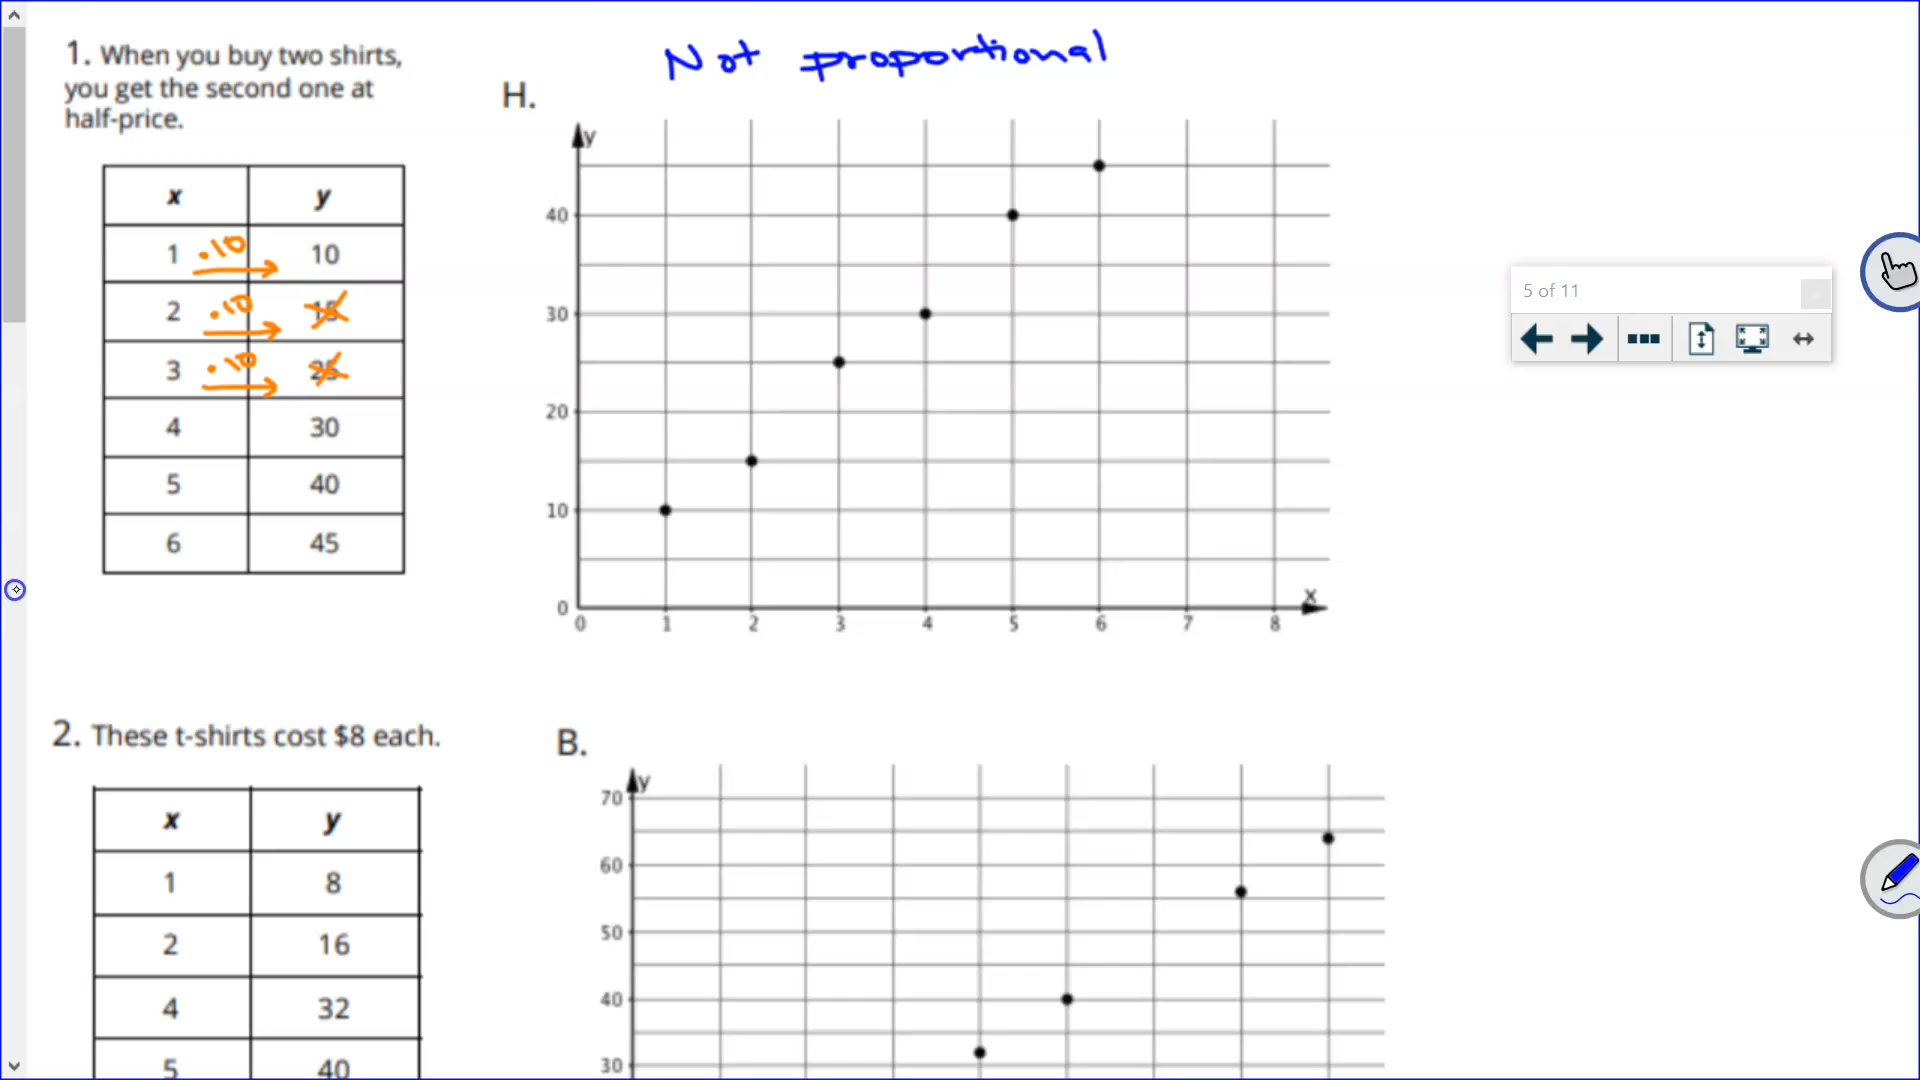 1. When you buy two shirts,
you get the second one at
half-price.
x y
1 .10 10
2 .10 15
3 .10 25
4 30
5 40
6 45
Not proportional
H.
y
40
30
20
10
0
0 1 2 3 4 5 6 7 8
x
5 of 11
2. These t-shirts cost $8 each.
x y
1 8
2 16
4 32
5 40
B.
y
70
60
50
40
30